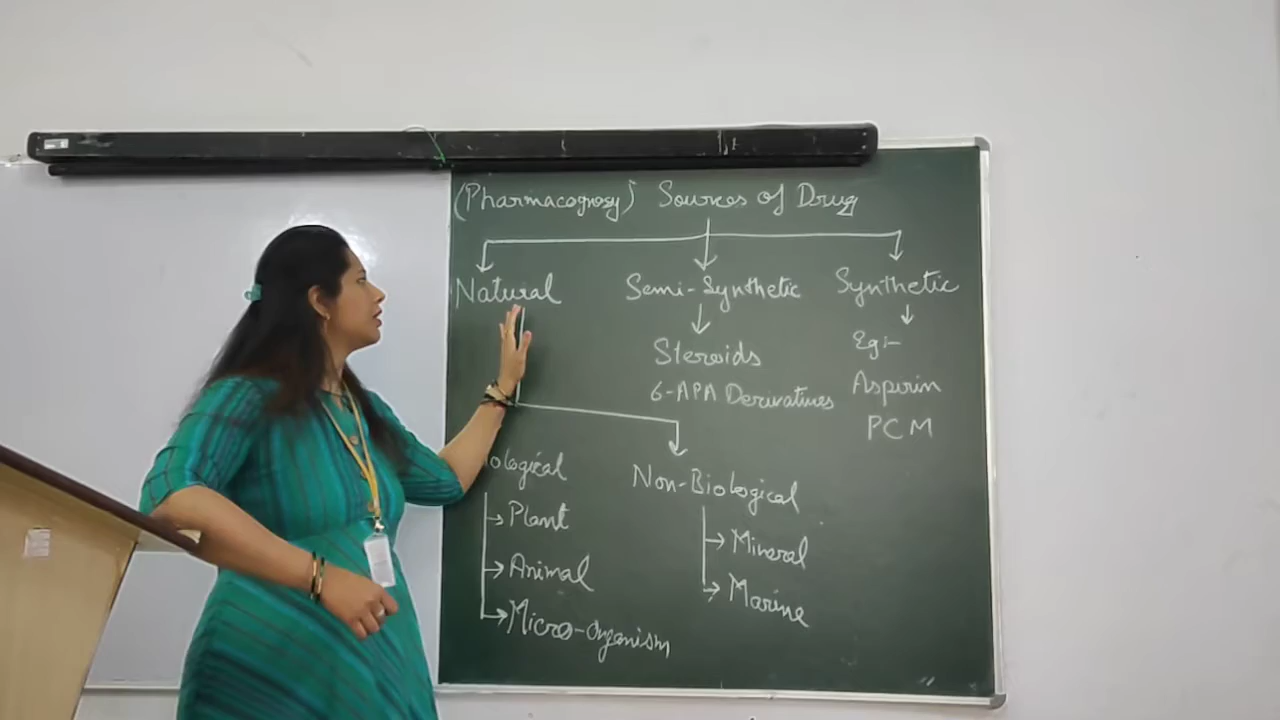 (Pharmacognosy) Sources of Drug
Natural Semi-Synthetic Synthetic
Steroids Eg:-
6-APA Derivatives Aspirin
PCM
ological Non-Biological
Plant Mineral
Animal Marine
Micro-Organism